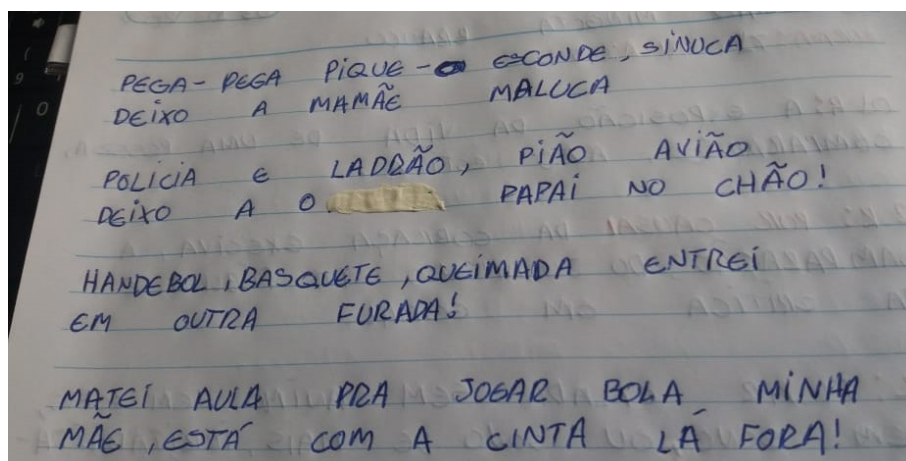 PEGA-PEGA PIQUE- ESCONDE, SINUCA
DEIXO A MAMÃE MALUCA
POLICIA E LADRÃO, PIÃO AVIÃO
DEIXO A O PAPAI NO CHÃO!
HANDEBOL, BASQUETE, QUEIMADA ENTREI
EM OUTRA FURADA!
MATEI AULA PRA JOGAR BOLA MINHA
MÃE, ESTÁ COM A CINTA LÁ FORA!